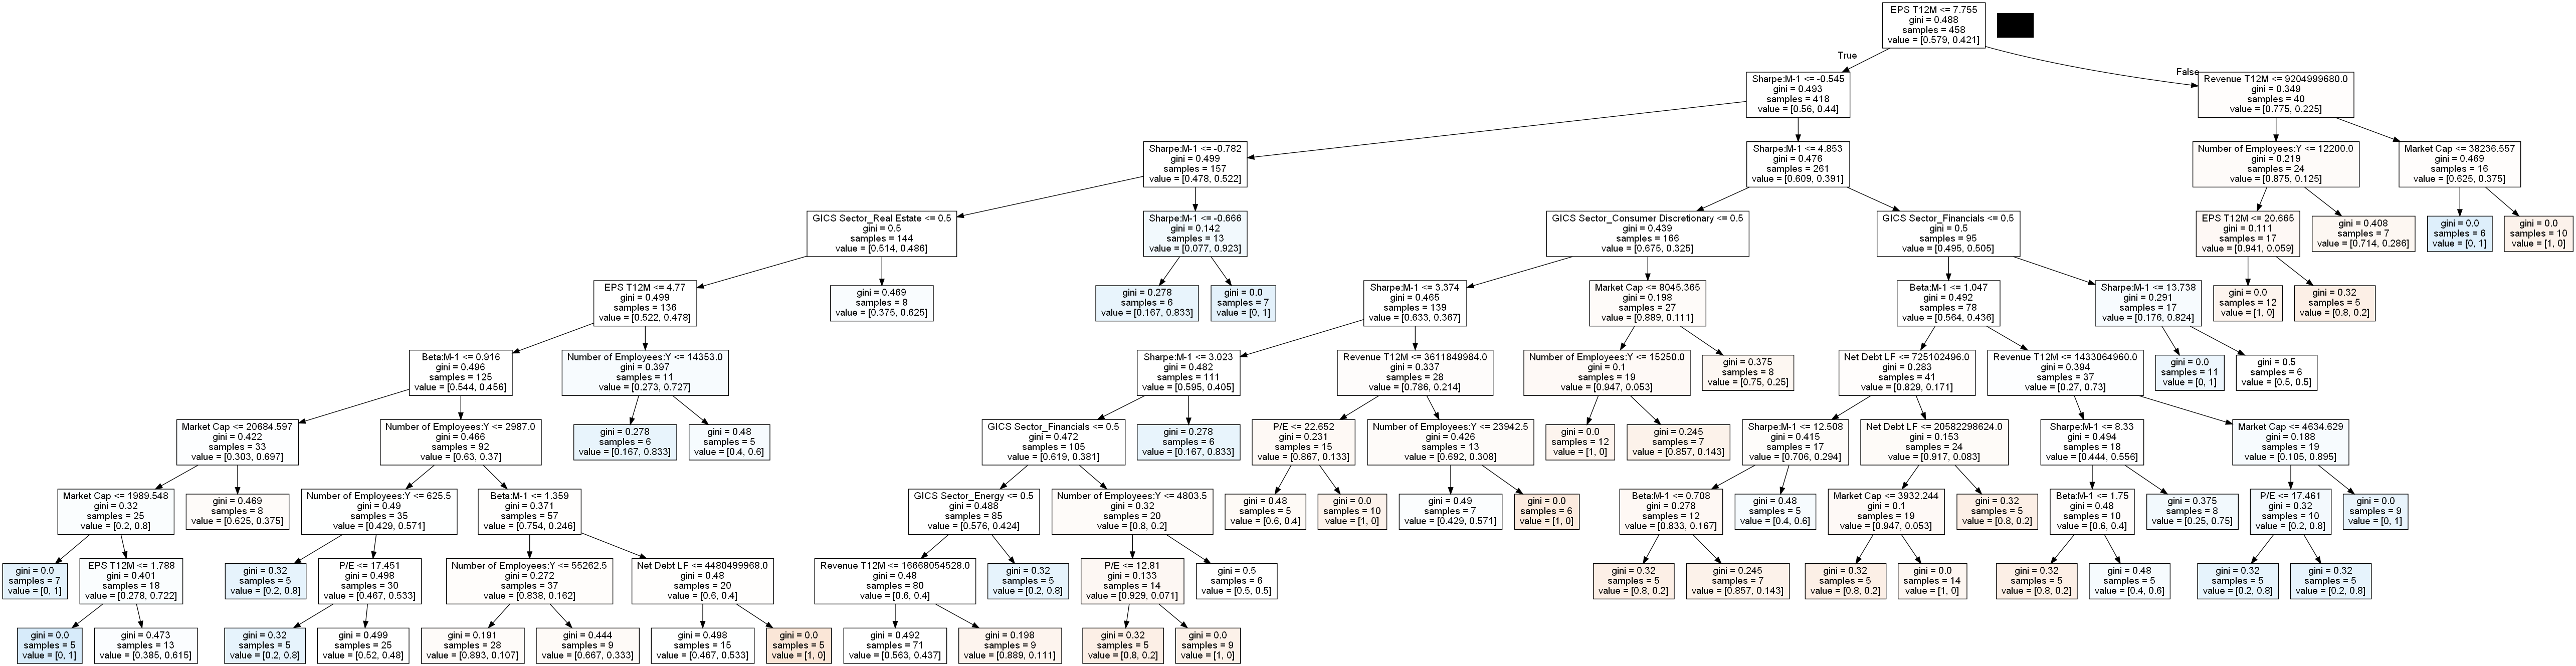 EPS T12M <= 7.755
gini = 0.488
samples = 458
value = [0.579, 0.421]
True
False
Sharpe:M-1 <= -0.545
gini = 0.493
samples = 418
value = [0.56, 0.44]
Revenue T12M <= 9204999680.0
gini = 0.349
samples = 40
value = [0.775, 0.225]
Sharpe:M-1 <= -0.782
gini = 0.499
samples = 157
value = [0.478, 0.522]
Sharpe:M-1 <= 4.853
gini = 0.476
samples = 261
value = [0.609, 0.391]
Number of Employees:Y <= 12200.0
gini = 0.219
samples = 24
value = [0.875, 0.125]
Market Cap <= 38236.557
gini = 0.469
samples = 16
value = [0.625, 0.375]
GICS Sector_Real Estate <= 0.5
gini = 0.5
samples = 144
value = [0.514, 0.486]
Sharpe:M-1 <= -0.666
gini = 0.142
samples = 13
value = [0.077, 0.923]
GICS Sector_Consumer Discretionary <= 0.5
gini = 0.439
samples = 166
value = [0.675, 0.325]
GICS Sector_Financials <= 0.5
gini = 0.5
samples = 95
value = [0.495, 0.505]
EPS T12M <= 20.665
gini = 0.111
samples = 17
value = [0.941, 0.059]
gini = 0.408
samples = 7
value = [0.714, 0.286]
gini = 0.0
samples = 6
value = [0, 1]
gini = 0.0
samples = 10
value = [1, 0]
EPS T12M <= 4.77
gini = 0.499
samples = 136
value = [0.522, 0.478]
gini = 0.469
samples = 8
value = [0.375, 0.625]
gini = 0.278
samples = 6
value = [0.167, 0.833]
gini = 0.0
samples = 7
value = [0, 1]
Sharpe:M-1 <= 3.374
gini = 0.465
samples = 139
value = [0.633, 0.367]
Market Cap <= 8045.365
gini = 0.198
samples = 27
value = [0.889, 0.111]
Beta:M-1 <= 1.047
gini = 0.492
samples = 78
value = [0.564, 0.436]
Sharpe:M-1 <= 13.738
gini = 0.291
samples = 17
value = [0.176, 0.824]
gini = 0.0
samples = 12
value = [1, 0]
gini = 0.32
samples = 5
value = [0.8, 0.2]
Beta:M-1 <= 0.916
gini = 0.496
samples = 125
value = [0.544, 0.456]
Number of Employees:Y <= 14353.0
gini = 0.397
samples = 11
value = [0.273, 0.727]
Sharpe:M-1 <= 3.023
gini = 0.482
samples = 111
value = [0.595, 0.405]
Revenue T12M <= 3611849984.0
gini = 0.337
samples = 28
value = [0.786, 0.214]
Number of Employees:Y <= 15250.0
gini = 0.1
samples = 19
value = [0.947, 0.053]
gini = 0.375
samples = 8
value = [0.75, 0.25]
Net Debt LF <= 725102496.0
gini = 0.283
samples = 41
value = [0.829, 0.171]
Revenue T12M <= 1433064960.0
gini = 0.394
samples = 37
value = [0.27, 0.73]
gini = 0.0
samples = 11
value = [0, 1]
gini = 0.5
samples = 6
value = [0.5, 0.5]
Market Cap <= 20684.597
gini = 0.422
samples = 33
value = [0.303, 0.697]
Number of Employees:Y <= 2987.0
gini = 0.466
samples = 92
value = [0.63, 0.37]
gini = 0.278
samples = 6
value = [0.167, 0.833]
gini = 0.48
samples = 5
value = [0.4, 0.6]
GICS Sector_Financials <= 0.5
gini = 0.472
samples = 105
value = [0.619, 0.381]
gini = 0.278
samples = 6
value = [0.167, 0.833]
P/E <= 22.652
gini = 0.231
samples = 15
value = [0.867, 0.133]
Number of Employees:Y <= 23942.5
gini = 0.426
samples = 13
value = [0.692, 0.308]
gini = 0.0
samples = 12
value = [1, 0]
gini = 0.245
samples = 7
value = [0.857, 0.143]
Sharpe:M-1 <= 12.508
gini = 0.415
samples = 17
value = [0.706, 0.294]
Net Debt LF <= 20582298624.0
gini = 0.153
samples = 24
value = [0.917, 0.083]
Sharpe:M-1 <= 8.33
gini = 0.494
samples = 18
value = [0.444, 0.556]
Market Cap <= 4634.629
gini = 0.188
samples = 19
value = [0.105, 0.895]
Market Cap <= 1989.548
gini = 0.32
samples = 25
value = [0.2, 0.8]
gini = 0.469
samples = 8
value = [0.625, 0.375]
Number of Employees:Y <= 625.5
gini = 0.49
samples = 35
value = [0.429, 0.571]
Beta:M-1 <= 1.359
gini = 0.371
samples = 57
value = [0.754, 0.246]
GICS Sector_Energy <= 0.5
gini = 0.488
samples = 85
value = [0.576, 0.424]
Number of Employees:Y <= 4803.5
gini = 0.32
samples = 20
value = [0.8, 0.2]
gini = 0.48
samples = 5
value = [0.6, 0.4]
gini = 0.0
samples = 10
value = [1, 0]
gini = 0.49
samples = 7
value = [0.429, 0.571]
gini = 0.0
samples = 6
value = [1, 0]
Beta:M-1 <= 0.708
gini = 0.278
samples = 12
value = [0.833, 0.167]
gini = 0.48
samples = 5
value = [0.4, 0.6]
Market Cap <= 3932.244
gini = 0.1
samples = 19
value = [0.947, 0.053]
gini = 0.32
samples = 5
value = [0.8, 0.2]
Beta:M-1 <= 1.75
gini = 0.48
samples = 10
value = [0.6, 0.4]
gini = 0.375
samples = 8
value = [0.25, 0.75]
P/E <= 17.461
gini = 0.32
samples = 10
value = [0.2, 0.8]
gini = 0.0
samples = 9
value = [0, 1]
gini = 0.0
samples = 7
value = [0, 1]
EPS T12M <= 1.788
gini = 0.401
samples = 18
value = [0.278, 0.722]
gini = 0.32
samples = 5
value = [0.2, 0.8]
P/E <= 17.451
gini = 0.498
samples = 30
value = [0.467, 0.533]
Number of Employees:Y <= 55262.5
gini = 0.272
samples = 37
value = [0.838, 0.162]
Net Debt LF <= 4480499968.0
gini = 0.48
samples = 20
value = [0.6, 0.4]
Revenue T12M <= 16668054528.0
gini = 0.48
samples = 80
value = [0.6, 0.4]
gini = 0.32
samples = 5
value = [0.2, 0.8]
P/E <= 12.81
gini = 0.133
samples = 14
value = [0.929, 0.071]
gini = 0.5
samples = 6
value = [0.5, 0.5]
gini = 0.32
samples = 5
value = [0.8, 0.2]
gini = 0.245
samples = 7
value = [0.857, 0.143]
gini = 0.32
samples = 5
value = [0.8, 0.2]
gini = 0.0
samples = 14
value = [1, 0]
gini = 0.32
samples = 5
value = [0.8, 0.2]
gini = 0.48
samples = 5
value = [0.4, 0.6]
gini = 0.32
samples = 5
value = [0.2, 0.8]
gini = 0.32
samples = 5
value = [0.2, 0.8]
gini = 0.0
samples = 5
value = [0, 1]
gini = 0.473
samples = 13
value = [0.385, 0.615]
gini = 0.32
samples = 5
value = [0.2, 0.8]
gini = 0.499
samples = 25
value = [0.52, 0.48]
gini = 0.191
samples = 28
value = [0.893, 0.107]
gini = 0.444
samples = 9
value = [0.667, 0.333]
gini = 0.498
samples = 15
value = [0.467, 0.533]
gini = 0.0
samples = 5
value = [1, 0]
gini = 0.492
samples = 71
value = [0.563, 0.437]
gini = 0.198
samples = 9
value = [0.889, 0.111]
gini = 0.32
samples = 5
value = [0.8, 0.2]
gini = 0.0
samples = 9
value = [1, 0]